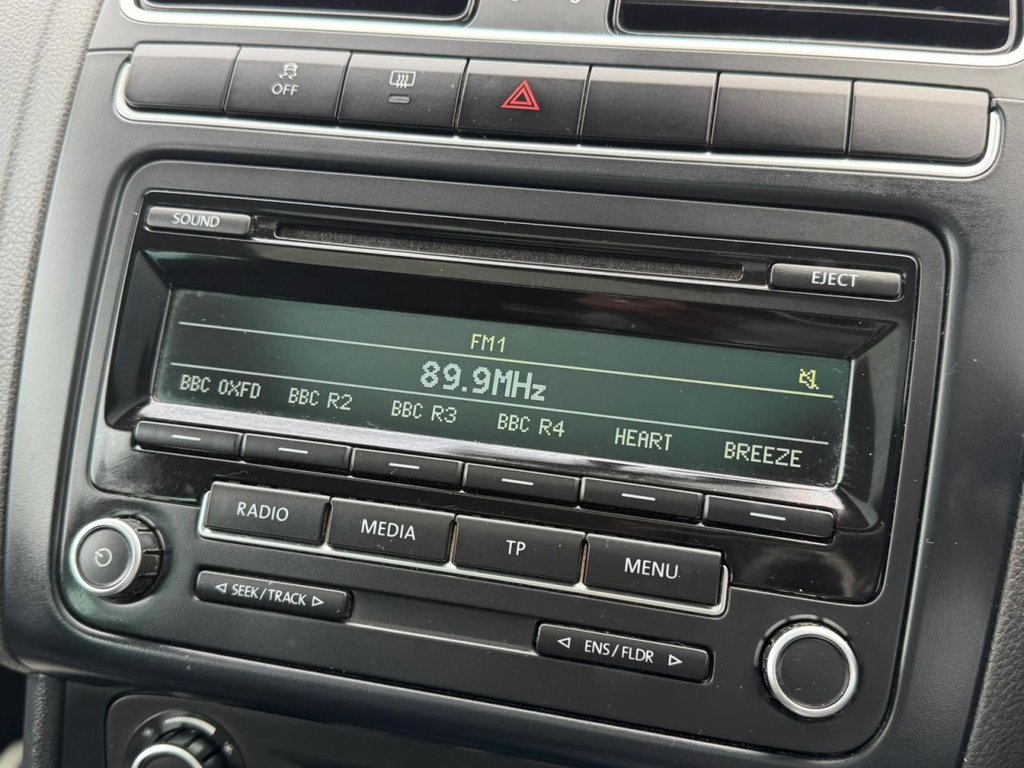 OFF
SOUND
EJECT
FM1
89.9MHz
BBC OXFD BBC R2 BBC R3 BBC R4 HEART BREEZE
RADIO MEDIA TP MENU
SEEK/TRACK
ENS/FLDR